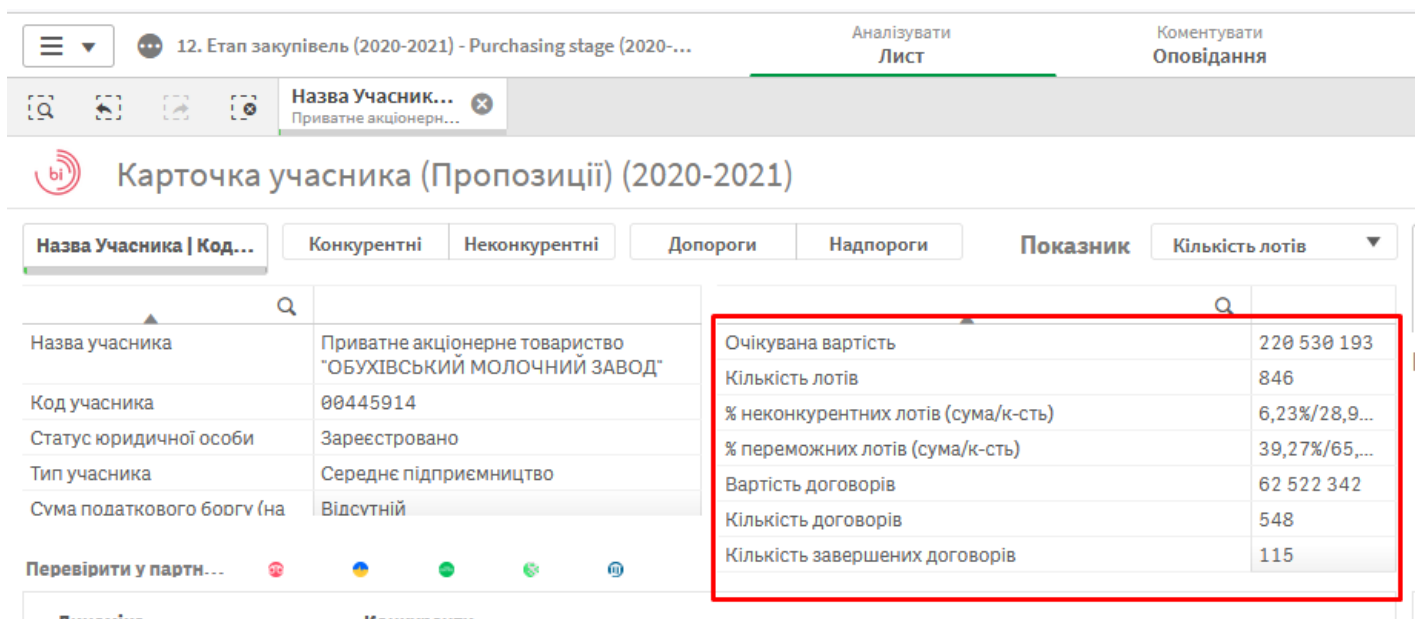 12. Етап закупівель (2020-2021) - Purchasing stage (2020-...
Аналізувати
Лист
Коментувати
Оповідання
Назва Учасник...
Приватне акціонерн...
bi
Карточка учасника (Пропозиції) (2020-2021)
Назва Учасника | Код...
Конкурентні
Неконкурентні
Допороги
Надпороги
Показник
Кількість лотів
Назва учасника
Приватне акціонерне товариство
"ОБУХІВСЬКИЙ МОЛОЧНИЙ ЗАВОД"
Код учасника
00445914
Статус юридичної особи
Зареєстровано
Тип учасника
Середнє підприємництво
Сума податкового боргу (на
Відсутній
Очікувана вартість
220 530 193
Кількість лотів
846
% неконкурентних лотів (сума/к-сть)
6,23%/28,9...
% переможних лотів (сума/к-сть)
39,27%/65,...
Вартість договорів
62 522 342
Кількість договорів
548
Кількість завершених договорів
115
Перевірити у партн...